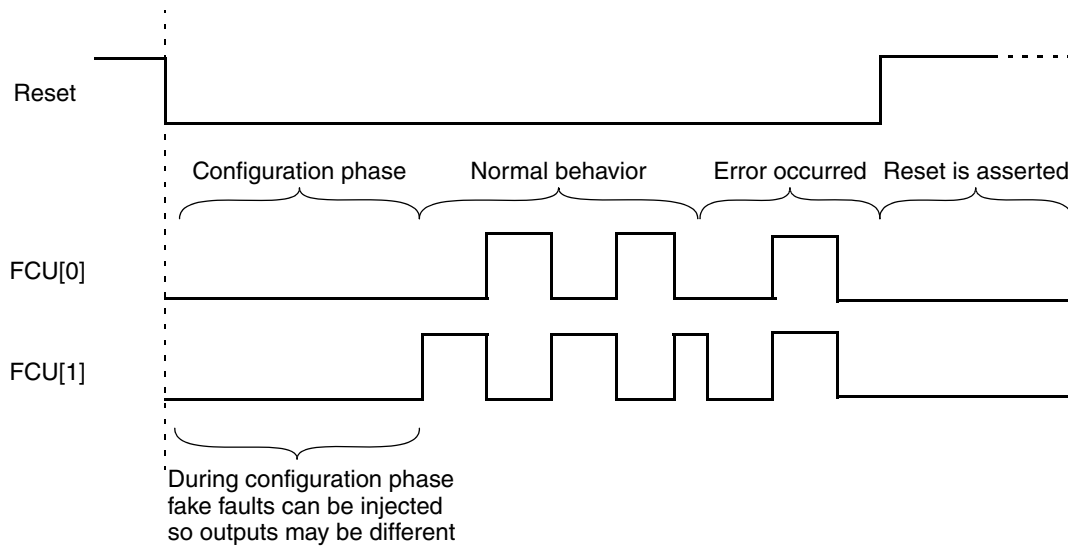 Reset
Configuration phase
Normal behavior
Error occurred
Reset is asserted
FCU[0]
FCU[1]
During configuration phase
fake faults can be injected
so outputs may be different